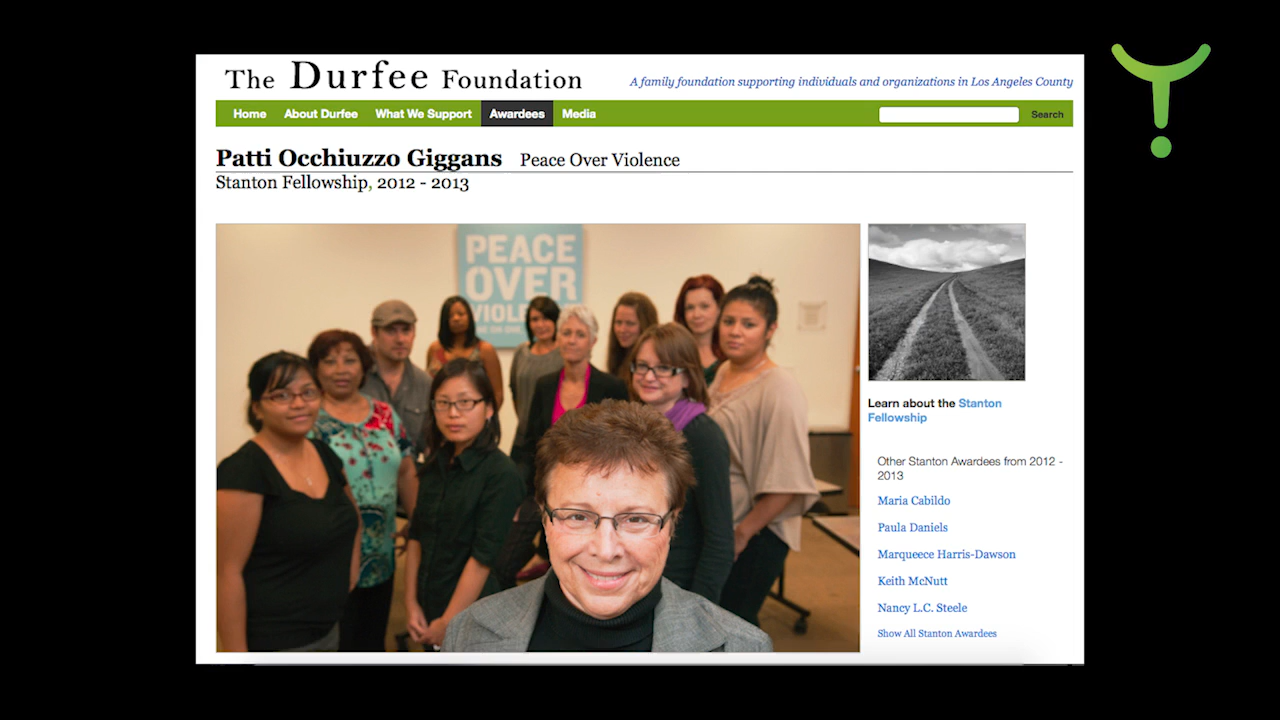 The Durfee Foundation
A family foundation supporting individuals and organizations in Los Angeles County
Home About Durfee What We Support Awardees Media
Search
Patti Occhiuzzo Giggans Peace Over Violence
Stanton Fellowship, 2012 - 2013
PEACE
OVER
Learn about the Stanton
Fellowship
Other Stanton Awardees from 2012 -
2013
Maria Cabildo
Paula Daniels
Marqueece Harris-Dawson
Keith McNutt
Nancy L.C. Steele
Show All Stanton Awardees